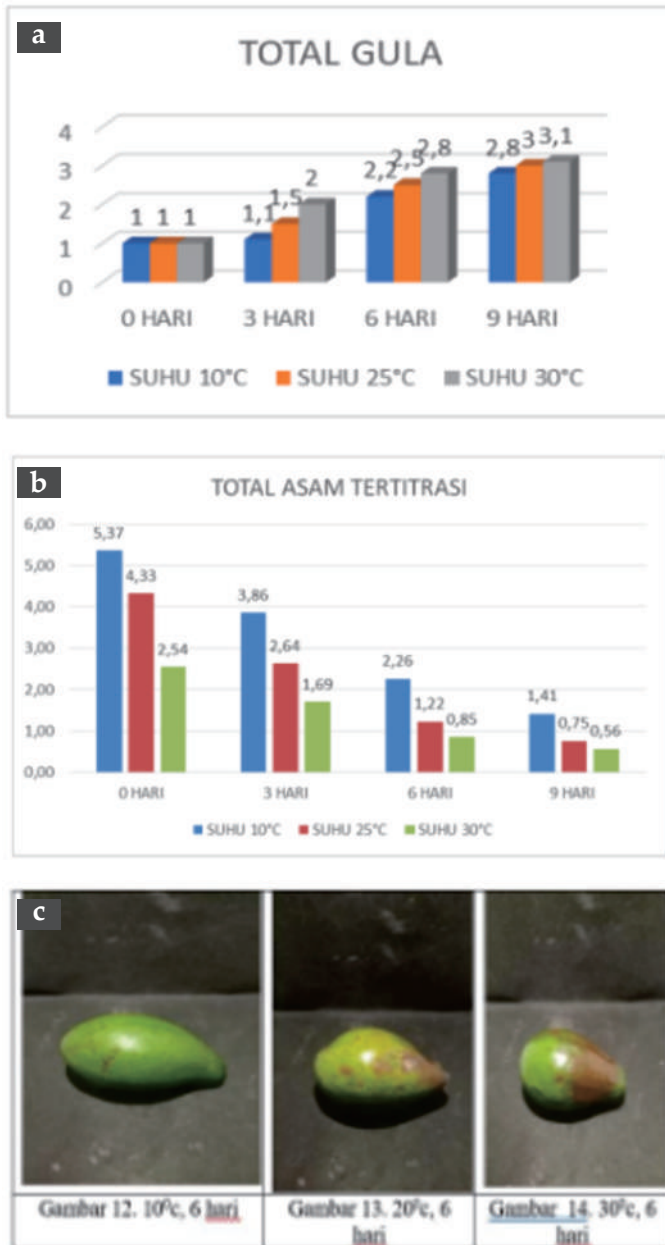 a
TOTAL GULA
4
3
2
1
0
1 1 1
1,1 1,5 2
2,2 2,5 2,8
2,8 3 3,1
0 HARI 3 HARI 6 HARI 9 HARI
SUHU 10°C SUHU 25°C SUHU 30°C
b
TOTAL ASAM TERTITRASI
6,00
5,00
4,00
3,00
2,00
1,00
0,00
5,37 4,33 2,54
3,86 2,64 1,69
2,26 1,22 0,85
1,41 0,75 0,56
0 HARI 3 HARI 6 HARI 9 HARI
SUHU 10°C SUHU 25°C SUHU 30°C
c
Gambar 12. 10⁰c, 6 hari
Gambar 13. 20⁰c, 6
hari
Gambar 14. 30⁰c, 6
hari